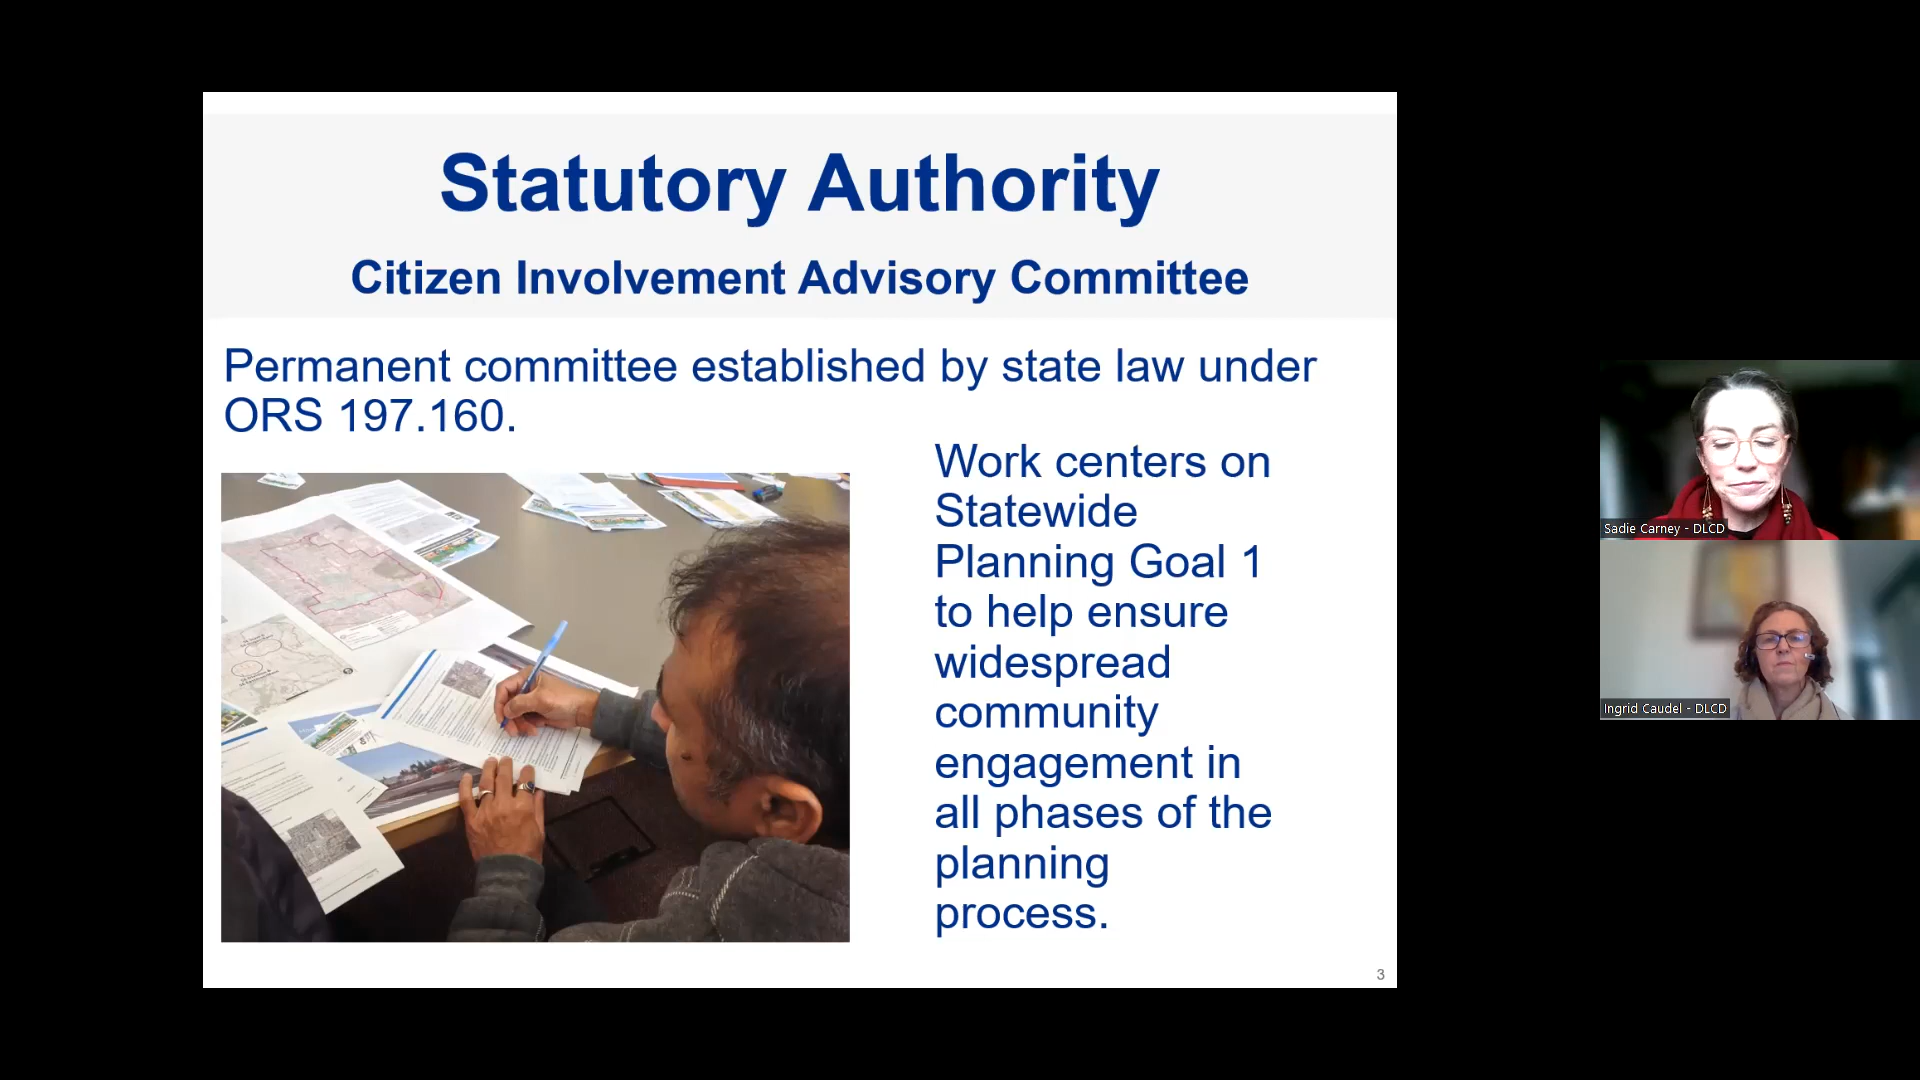 Statutory Authority
Citizen Involvement Advisory Committee
Permanent committee established by state law under
ORS 197.160.
Work centers on
Statewide
Planning Goal 1
to help ensure
widespread
community
engagement in
all phases of the
planning
process.
3
Sadie Carney - DLCD
Ingrid Caudel - DLCD